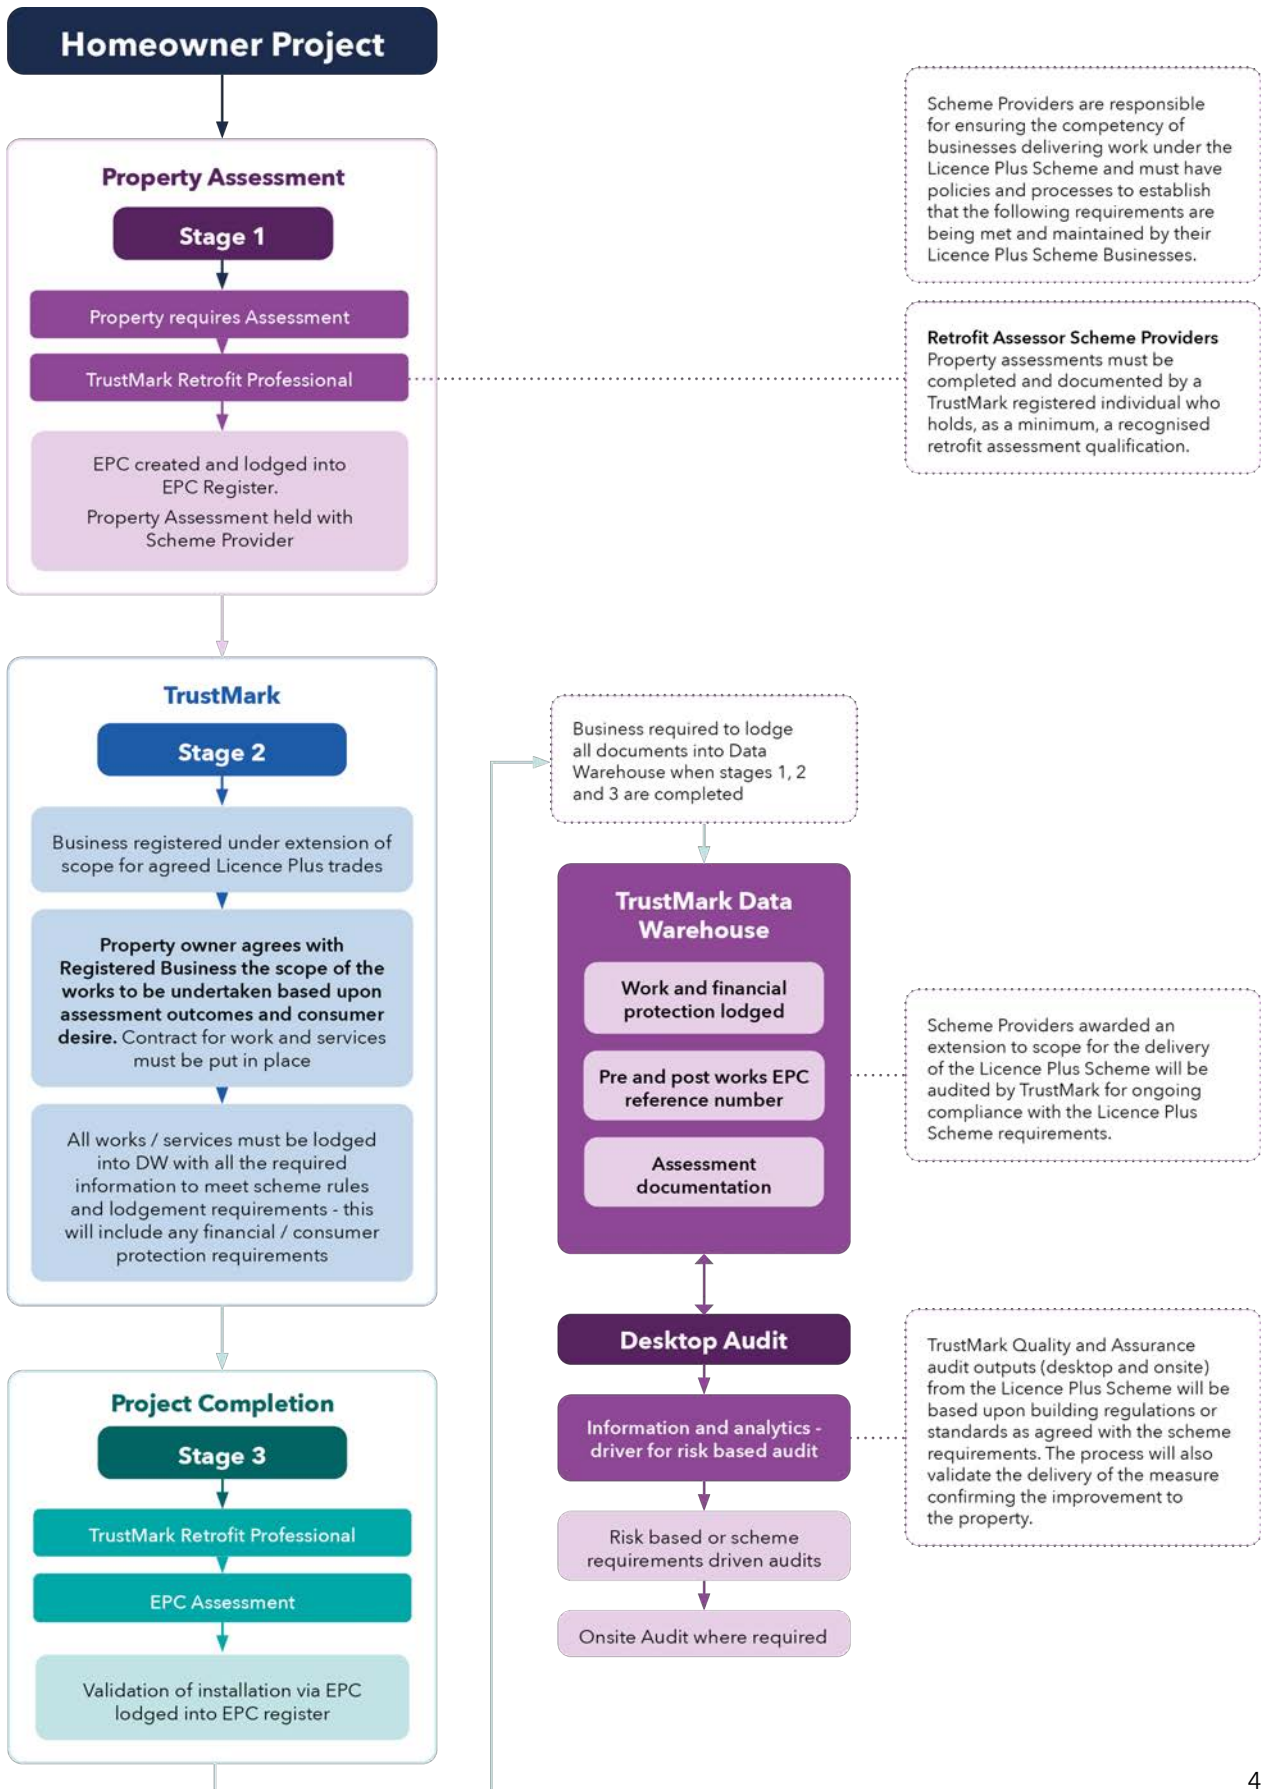 Homeowner Project
Property Assessment
Stage 1
Property requires Assessment
TrustMark Retrofit Professional
EPC created and lodged into
EPC Register.
Property Assessment held with
Scheme Provider
Scheme Providers are responsible
for ensuring the competency of
businesses delivering work under the
Licence Plus Scheme and must have
policies and processes to establish
that the following requirements are
being met and maintained by their
Licence Plus Scheme Businesses.
Retrofit Assessor Scheme Providers
Property assessments must be
completed and documented by a
TrustMark registered individual who
holds, as a minimum, a recognised
retrofit assessment qualification.
TrustMark
Stage 2
Business registered under extension of
scope for agreed Licence Plus trades
Property owner agrees with
Registered Business the scope of the
works to be undertaken based upon
assessment outcomes and consumer
desire. Contract for work and services
must be put in place
All works / services must be lodged
into DW with all the required
information to meet scheme rules
and lodgement requirements - this
will include any financial / consumer
protection requirements
Project Completion
Stage 3
TrustMark Retrofit Professional
EPC Assessment
Validation of installation via EPC
lodged into EPC register
Business required to lodge
all documents into Data
Warehouse when stages 1, 2
and 3 are completed
TrustMark Data
Warehouse
Work and financial
protection lodged
Pre and post works EPC
reference number
Assessment
documentation
Scheme Providers awarded an
extension to scope for the delivery
of the Licence Plus Scheme will be
audited by TrustMark for ongoing
compliance with the Licence Plus
Scheme requirements.
Desktop Audit
Information and analytics -
driver for risk based audit
Risk based or scheme
requirements driven audits
Onsite Audit where required
TrustMark Quality and Assurance
audit outputs (desktop and onsite)
from the Licence Plus Scheme will be
based upon building regulations or
standards as agreed with the scheme
requirements. The process will also
validate the delivery of the measure
confirming the improvement to
the property.
4